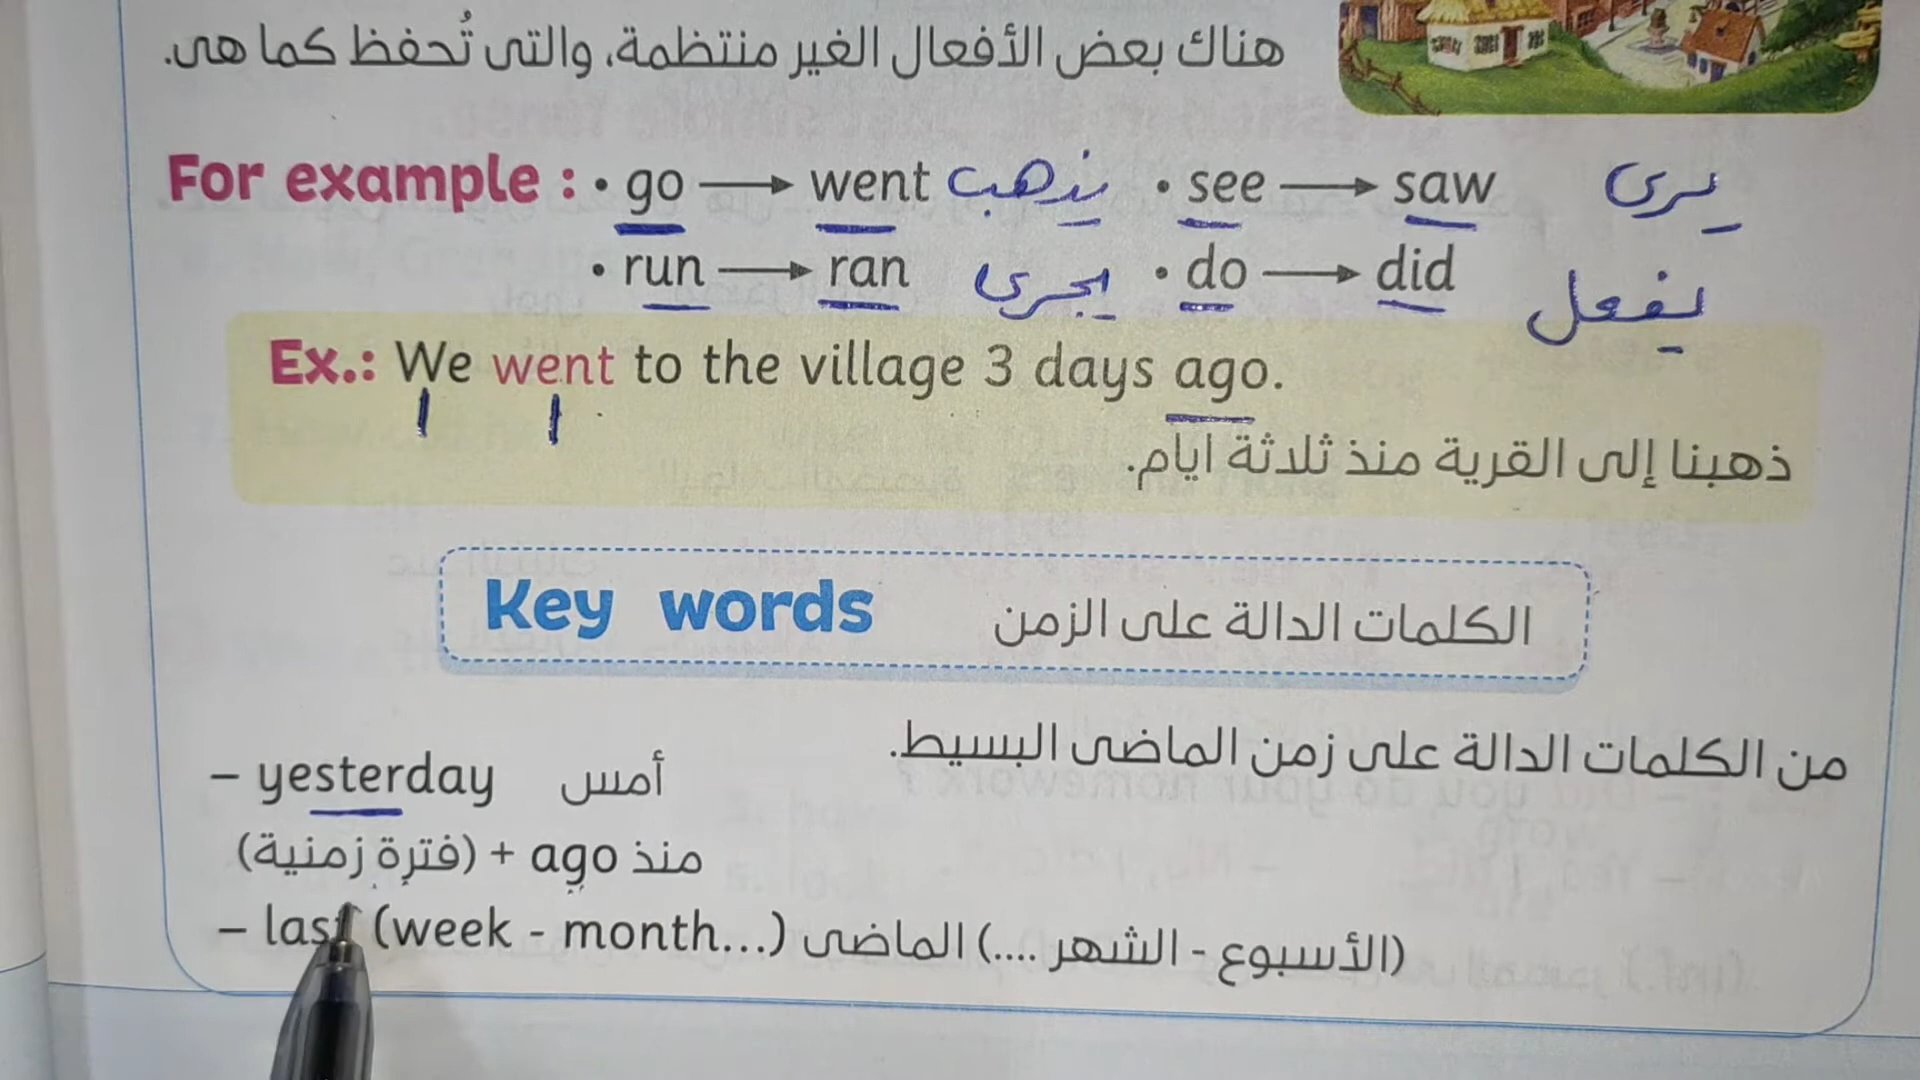 هناك بعض الأفعال الغير منتظمة، والتى تُحفظ كما هى.
For example : • go → went يذهب • see → saw يرى
• run → ran يجرى • do → did يفعل
Ex.: We went to the village 3 days ago.
ذهبنا إلى القرية منذ ثلاثة ايام.
Key words الكلمات الدالة على الزمن
من الكلمات الدالة على زمن الماضى البسيط.
– yesterday أمس
(فترة زمنية) + ago منذ
– last (week - month...) الماضى (الأسبوع - الشهر ....)